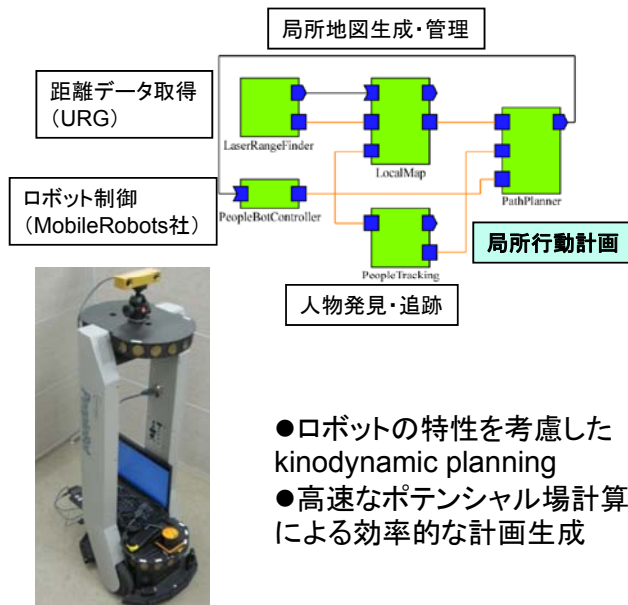 局所地図生成・管理
距離データ取得
(URG)
LaserRangeFinder
LocalMap
PathPlanner
ロボット制御
(MobileRobots社)
PeopleBotController
局所行動計画
PeopleTracking
人物発見・追跡
●ロボットの特性を考慮した
kinodynamic planning
●高速なポテンシャル場計算
による効率的な計画生成